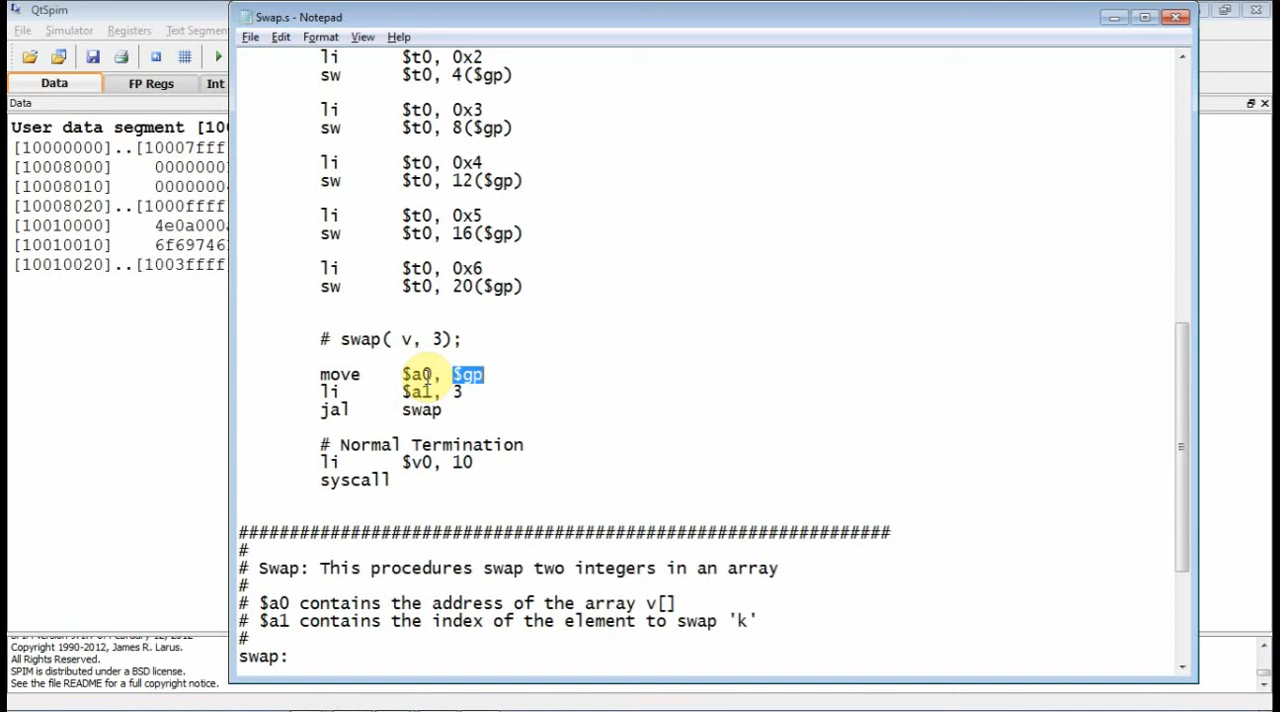 QtSpim
File Simulator Registers Text Segmen
Data FP Regs Int
Data
User data segment [100
[10000000]..[10007fff]
[10008000] 0000000
[10008010] 0000000
[10008020]..[1000ffff]
[10010000] 4e0a000
[10010010] 6f69746
[10010020]..[1003ffff]
Copyright 1990-2012, James R. Larus.
All Rights Reserved.
SPIM is distributed under a BSD license.
See the file README for a full copyright notice.
Swap.s - Notepad
File Edit Format View Help
li $t0, 0x2
sw $t0, 4($gp)
li $t0, 0x3
sw $t0, 8($gp)
li $t0, 0x4
sw $t0, 12($gp)
li $t0, 0x5
sw $t0, 16($gp)
li $t0, 0x6
sw $t0, 20($gp)
# swap( v, 3);
move $a0, $gp
li $a1, 3
jal swap
# Normal Termination
li $v0, 10
syscall
################################################################
#
# Swap: This procedures swap two integers in an array
#
# $a0 contains the address of the array v[]
# $a1 contains the index of the element to swap 'k'
#
swap: